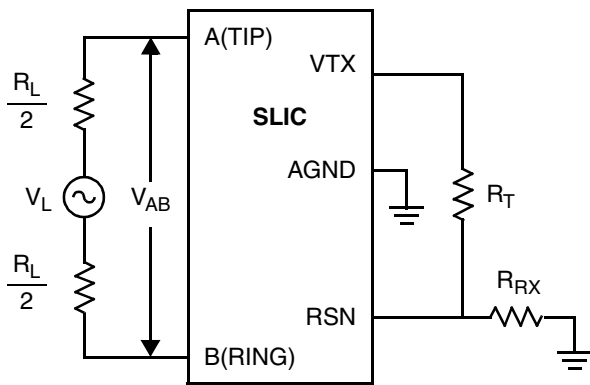 A(TIP)
VTX
R_L
2
SLIC
AGND
V_L
V_AB
R_T
R_L
2
R_RX
RSN
B(RING)